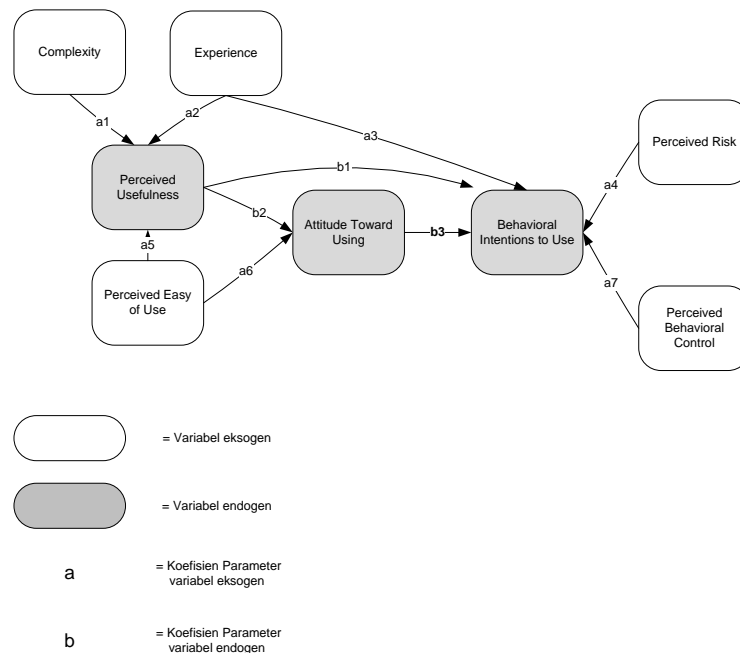 Complexity
Experience
a1
a2
a3
Perceived Risk
Perceived
Usefulness
b1
a4
b2
Attitude Toward
Using
b3
Behavioral
Intentions to Use
a5
a6
a7
Perceived Easy
of Use
Perceived
Behavioral
Control
= Variabel eksogen
= Variabel endogen
a
= Koefisien Parameter
variabel eksogen
b
= Koefisien Parameter
variabel endogen